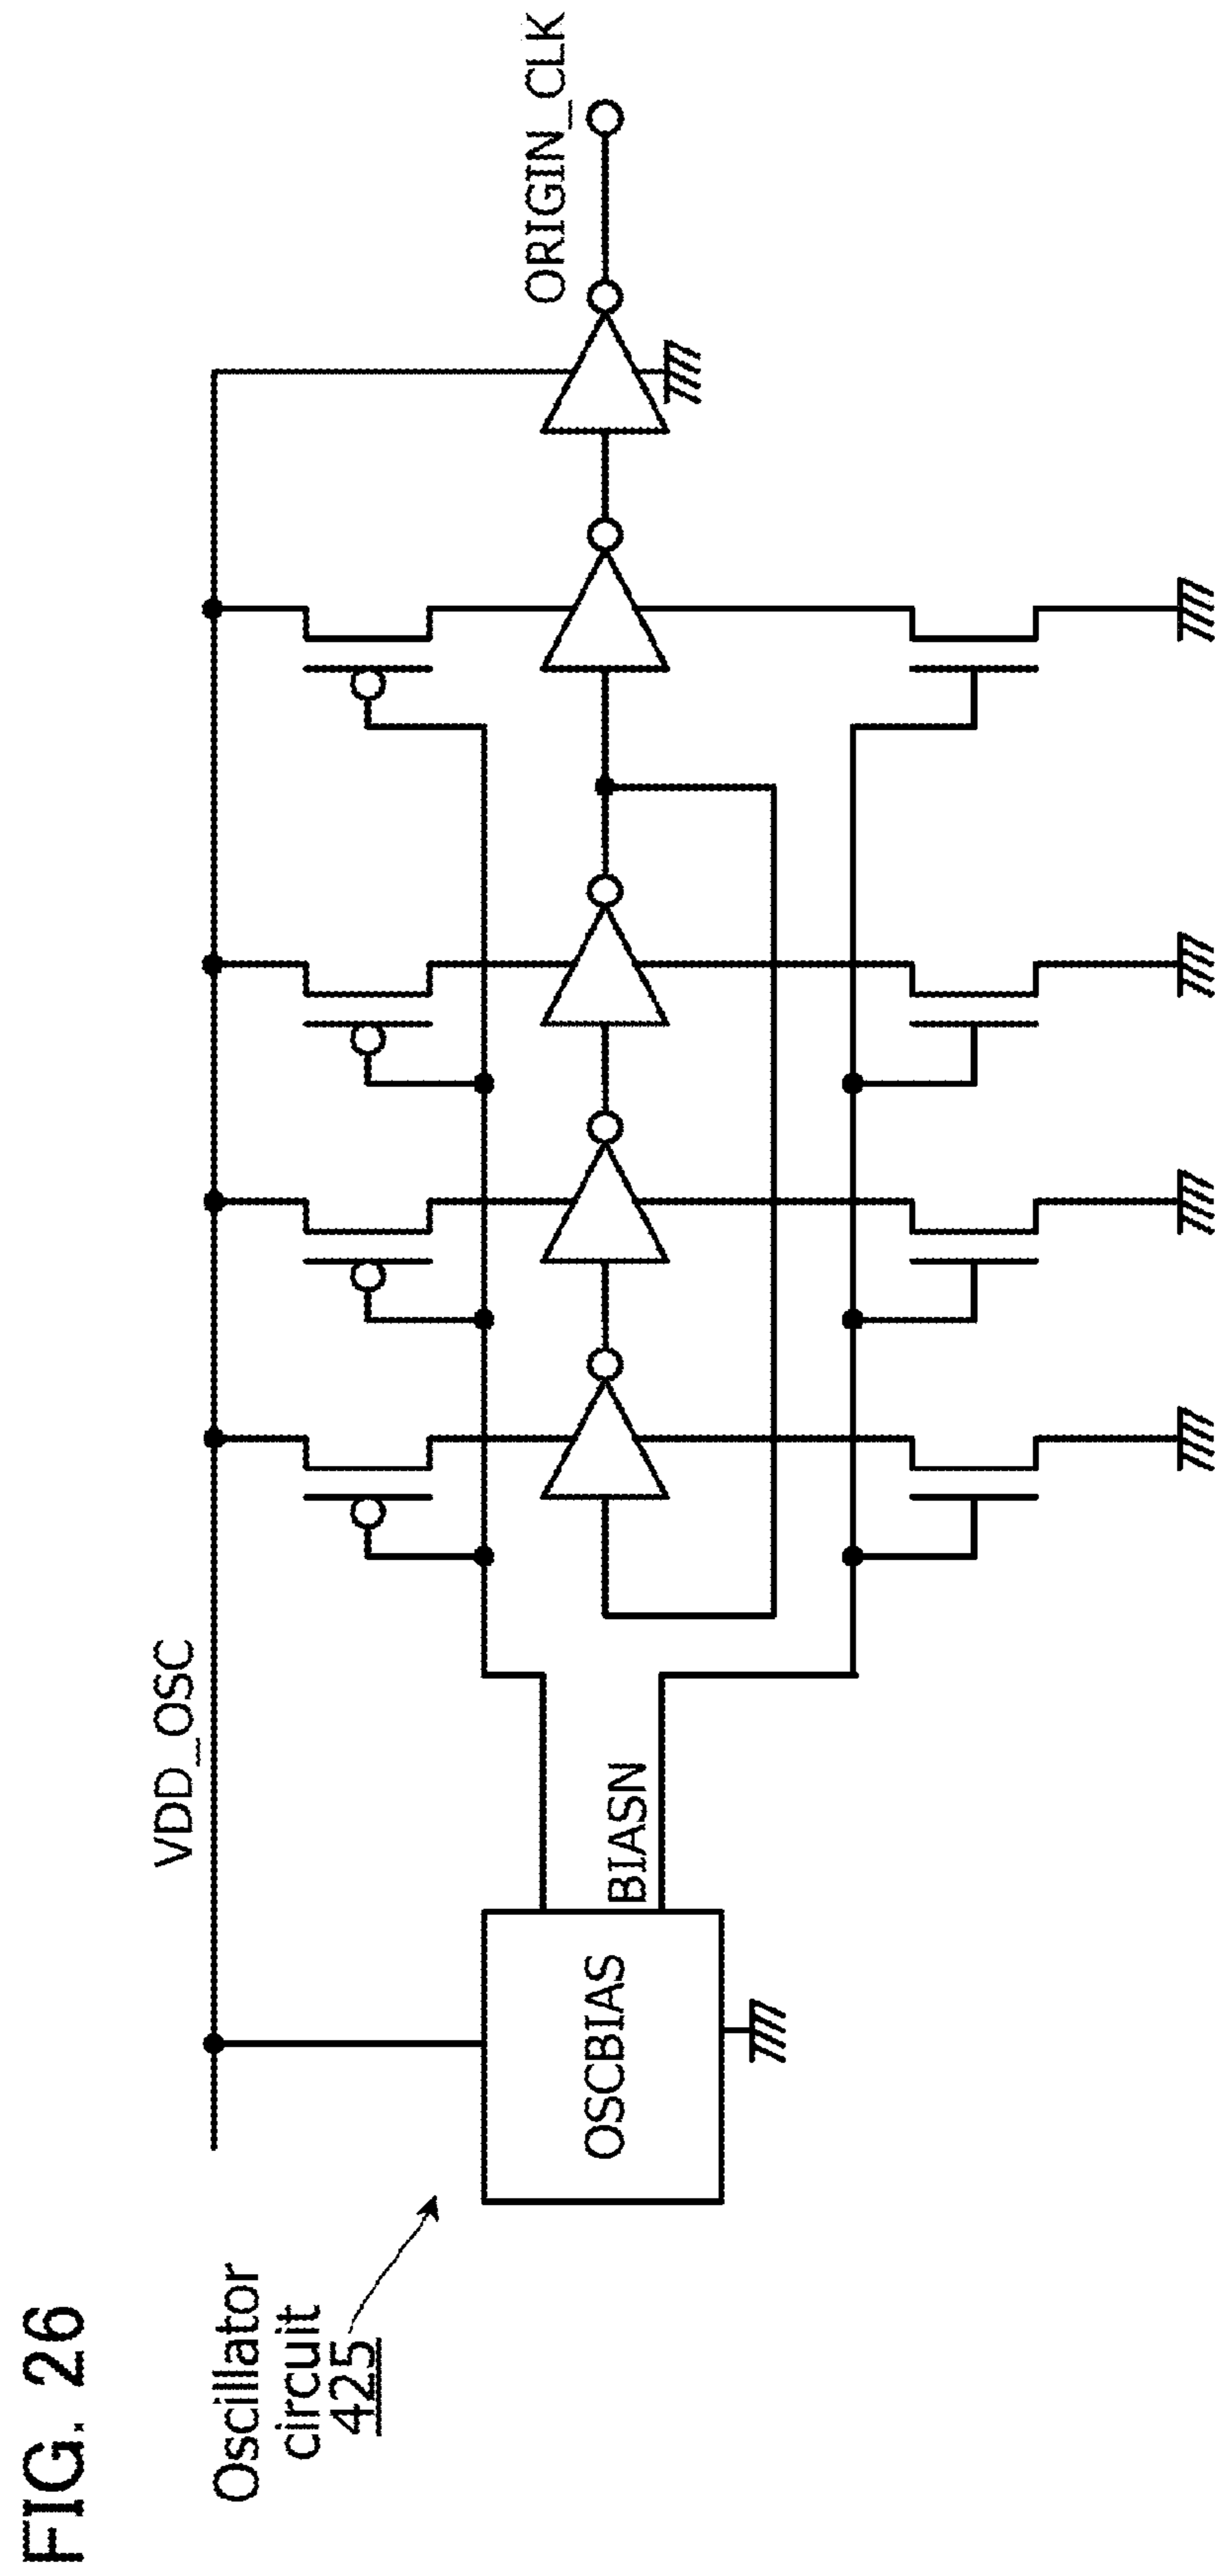 FIG. 26
Oscillator
circuit
425
VDD_OSC
OSCBIAS
BIASN
ORIGIN_CLK